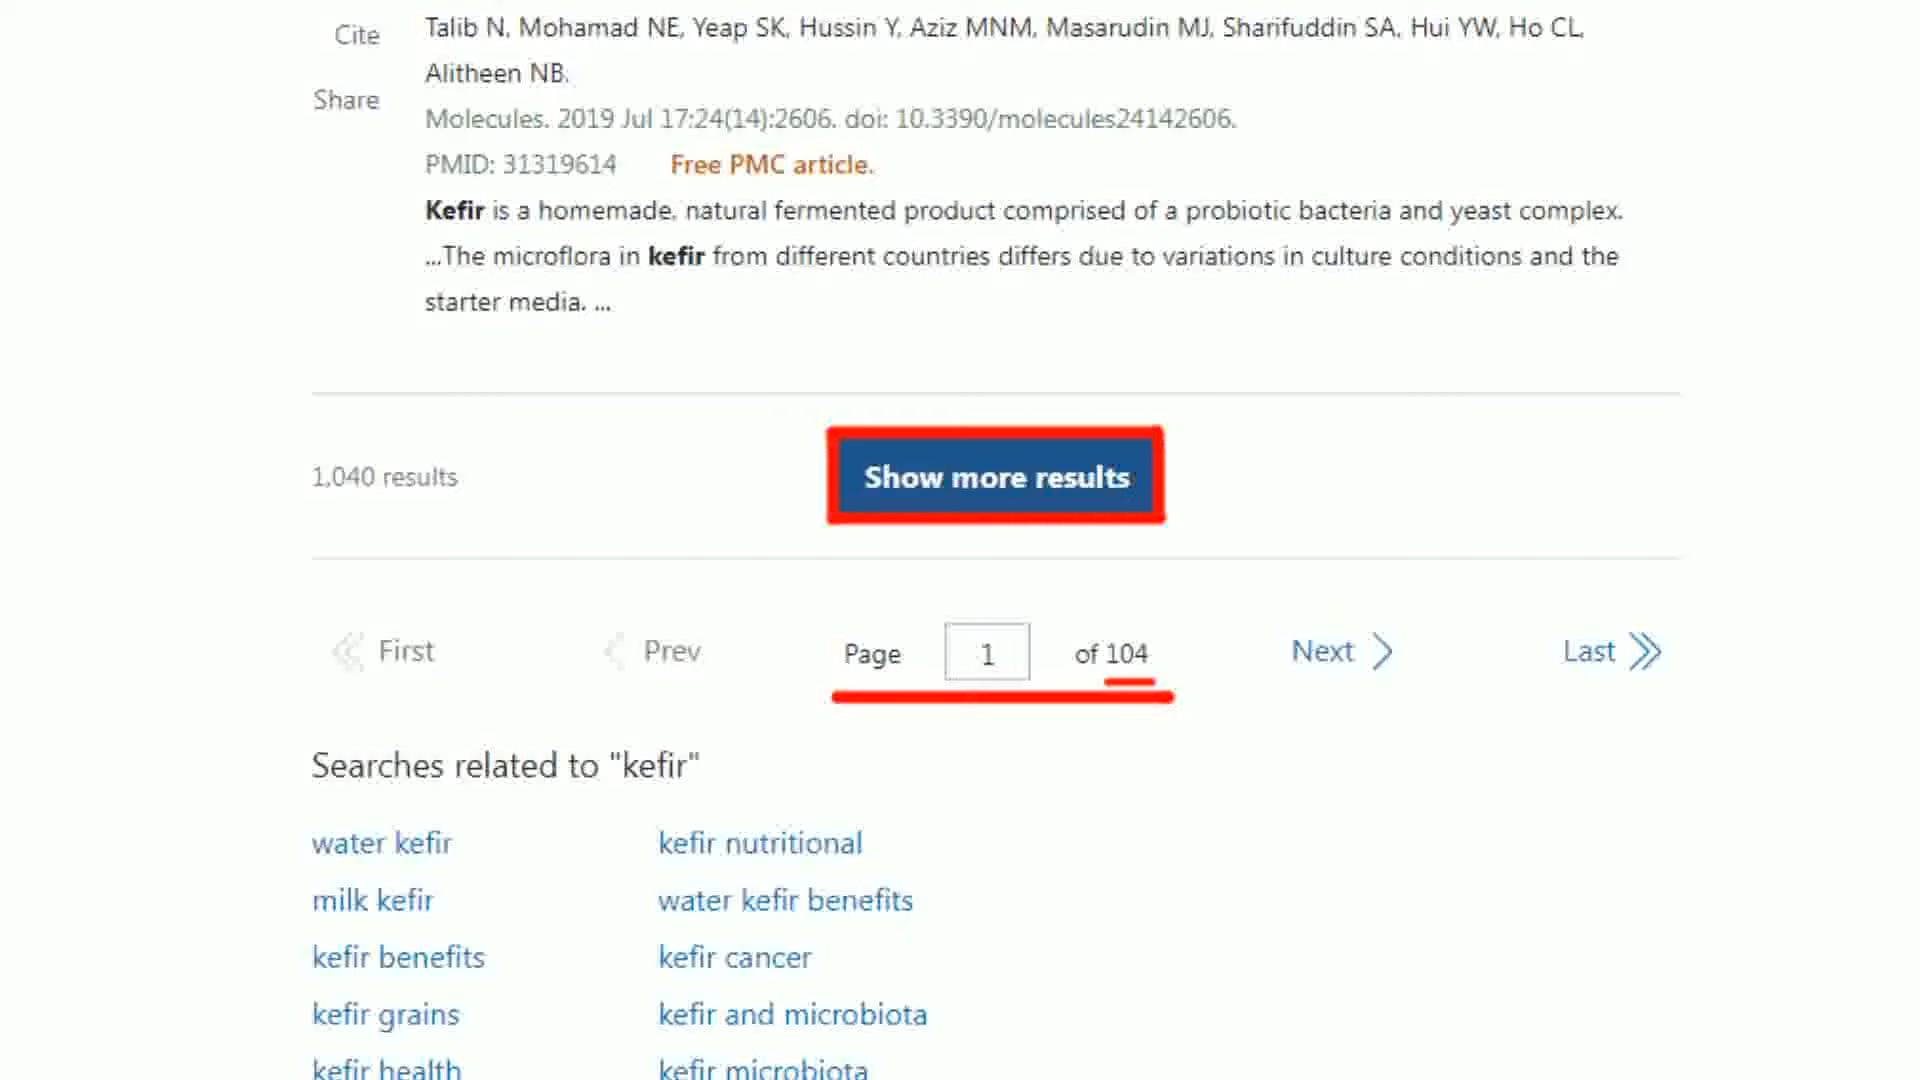 Cite
Share
Talib N, Mohamad NE, Yeap SK, Hussin Y, Aziz MNM, Masarudin MJ, Sharifuddin SA, Hui YW, Ho CL,
Alitheen NB.
Molecules. 2019 Jul 17;24(14):2606. doi: 10.3390/molecules24142606.
PMID: 31319614 Free PMC article.
Kefir is a homemade, natural fermented product comprised of a probiotic bacteria and yeast complex.
...The microflora in kefir from different countries differs due to variations in culture conditions and the
starter media. ...
1,040 results
Show more results
First Prev Page 1 of 104 Next Last
Searches related to "kefir"
water kefir
milk kefir
kefir benefits
kefir grains
kefir health
kefir nutritional
water kefir benefits
kefir cancer
kefir and microbiota
kefir microbiota